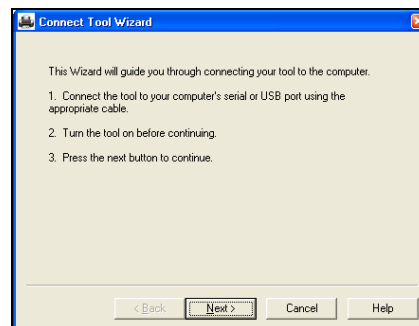 Connect Tool Wizard
This Wizard will guide you through connecting your tool to the computer.
1. Connect the tool to your computer's serial or USB port using the
appropriate cable.
2. Turn the tool on before continuing.
3. Press the next button to continue.
< Back Next > Cancel Help